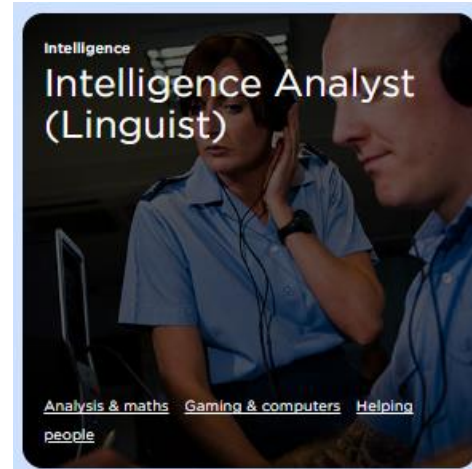 Intelligence
Intelligence Analyst
(Linguist)
Analysis & maths Gaming & computers Helping
people